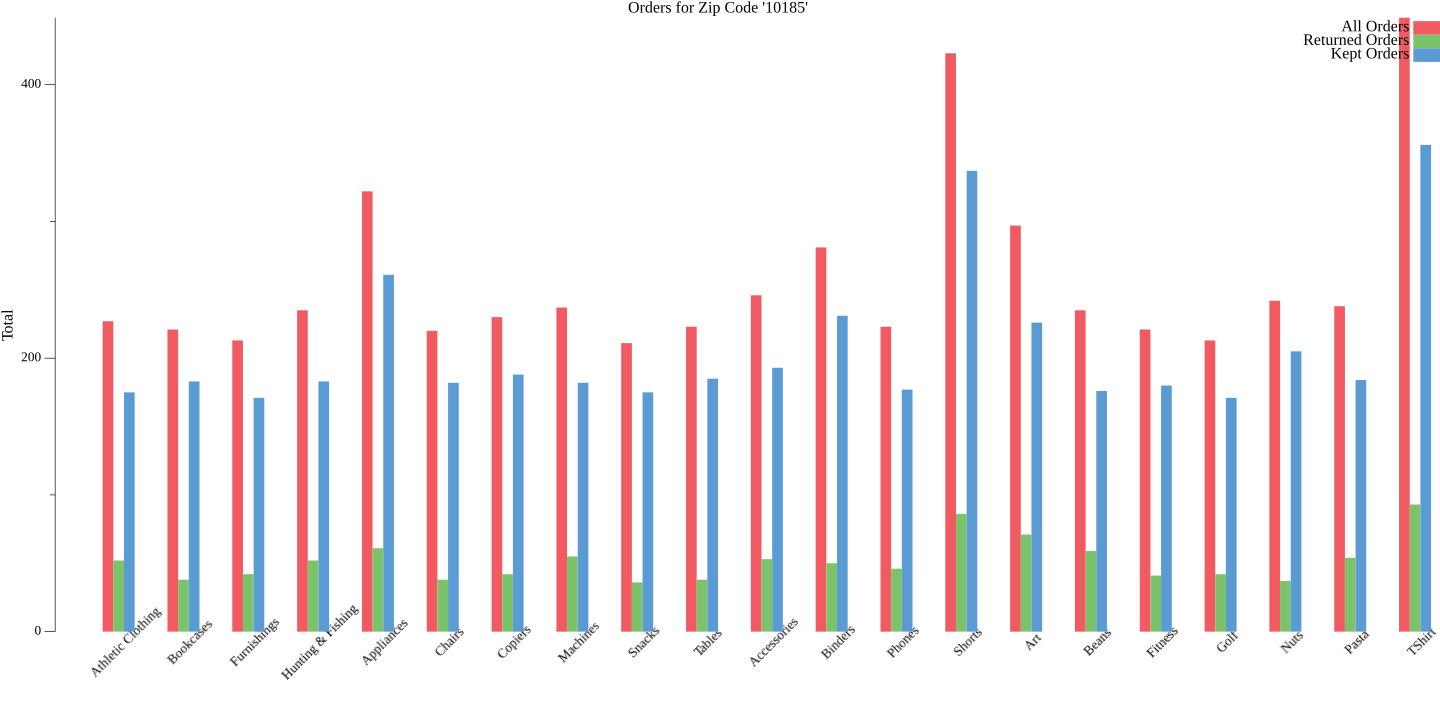 Orders for Zip Code '10185'
All Orders
Returned Orders
Kept Orders
400
200
0
Total
Athletic Clothing
Bookcases
Furnishings
Hunting & Fishing
Appliances
Chairs
Copiers
Machines
Snacks
Tables
Accessories
Binders
Phones
Shorts
Art
Beans
Fitness
Golf
Nuts
Pasta
TShirt